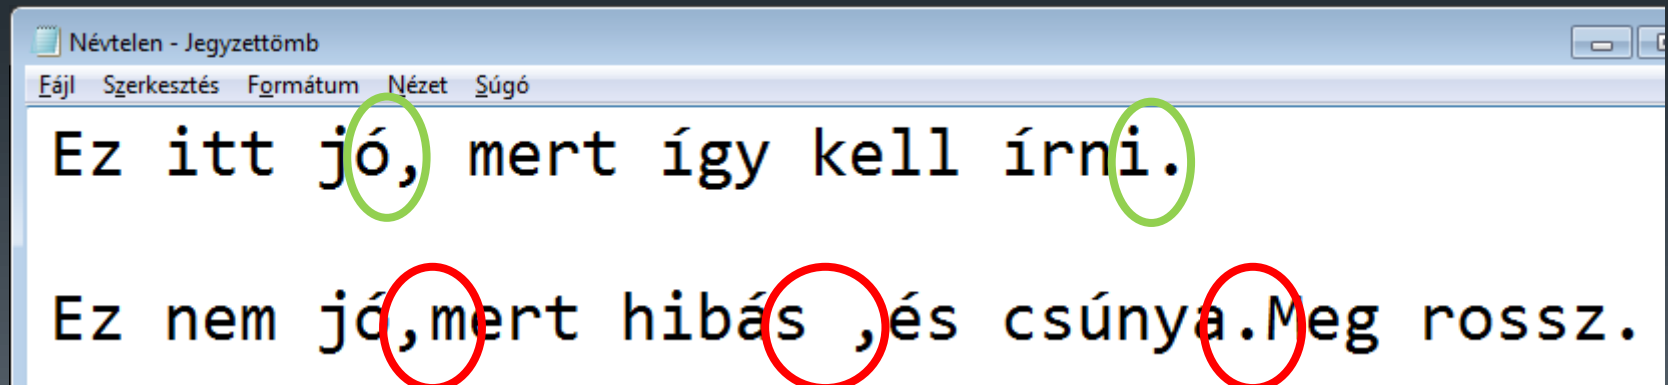 Névtelen - Jegyzettömb
Fájl Szerkesztés Formátum Nézet Súgó
Ez itt jó, mert így kell írni.
Ez nem jó,mert hibás ,és csúnya.Meg rossz.